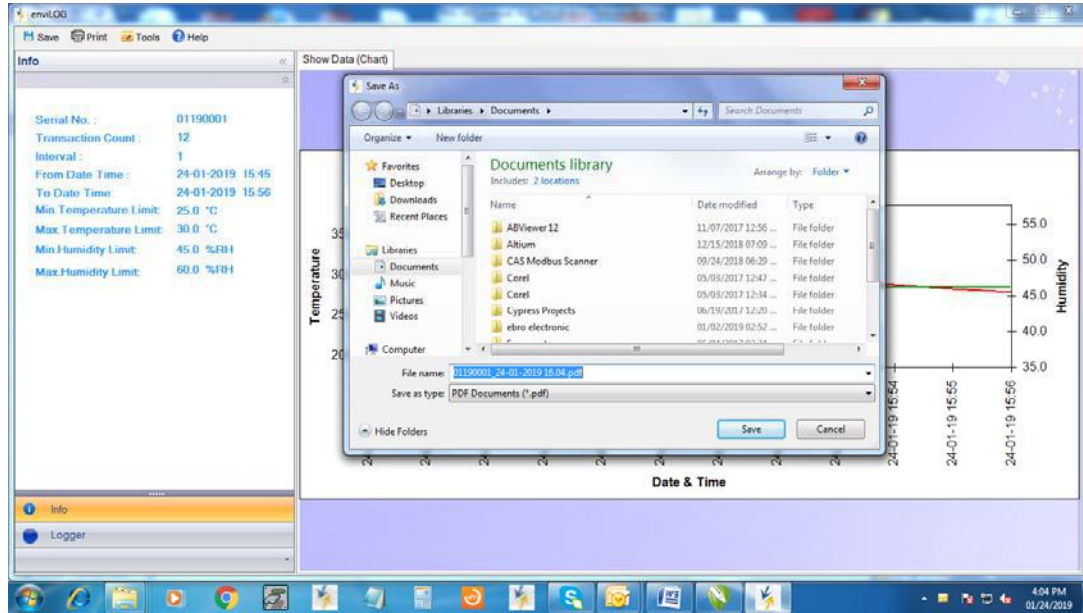 enviLOG
Save Print Tools Help
Info
Show Data (Chart)
Serial No. : 01190001
Transaction Count : 12
Interval : 1
From Date Time : 24-01-2019 15:45
To Date Time: 24-01-2019 15:56
Min.Temperature Limit: 25.0 °C
Max.Temperature Limit: 30.0 °C
Min.Humidity Limit: 45.0 %RH
Max.Humidity Limit: 60.0 %RH
Save As
Libraries Documents
Search Documents
Organize New folder
Favorites
Desktop
Downloads
Recent Places
Libraries
Documents
Music
Pictures
Videos
Computer
Documents library
Includes: 2 locations
Arrange by: Folder
Name Date modified Type
ABViewer12 11/07/2017 12:56 ... File folder
Altium 12/15/2018 07:09 ... File folder
CAS Modbus Scanner 09/24/2018 06:29 ... File folder
Corel 05/03/2017 12:47 ... File folder
Corel 05/03/2017 12:34 ... File folder
Cypress Projects 06/19/2017 12:20 ... File folder
ebro electronic 01/02/2019 02:52 ... File folder
File name: 01190001_24-01-2019 16.04.pdf
Save as type: PDF Documents (*.pdf)
Hide Folders
Save Cancel
Temperature
55.0
50.0
45.0
40.0
35.0
Humidity
24-01-19 15:54
24-01-19 15:55
24-01-19 15:56
Date & Time
Info
Logger
4:04 PM
01/24/2019